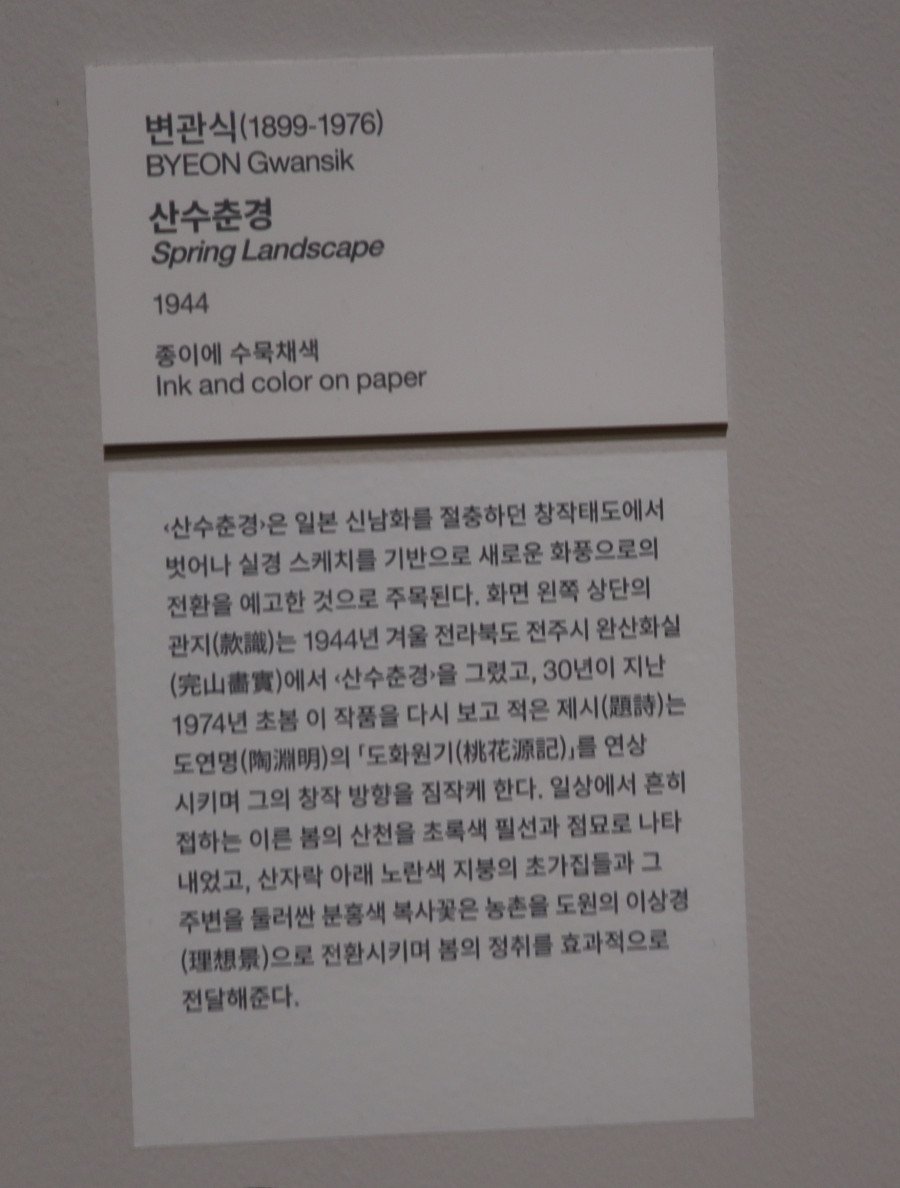 변관식(1899-1976)
BYEON Gwansik
산수춘경
Spring Landscape
1944
종이에 수묵채색
Ink and color on paper
‹산수춘경›은 일본 신남화를 절충하던 창작태도에서
벗어나 실경 스케치를 기반으로 새로운 화풍으로의
전환을 예고한 것으로 주목된다. 화면 왼쪽 상단의
관지(款識)는 1944년 겨울 전라북도 전주시 완산화실
(完山畵實)에서 ‹산수춘경›을 그렸고, 30년이 지난
1974년 초봄 이 작품을 다시 보고 적은 제시(題詩)는
도연명(陶淵明)의 「도화원기(桃花源記)」를 연상
시키며 그의 창작 방향을 짐작케 한다. 일상에서 흔히
접하는 이른 봄의 산천을 초록색 필선과 점묘로 나타
내었고, 산자락 아래 노란색 지붕의 초가집들과 그
주변을 둘러싼 분홍색 복사꽃은 농촌을 도원의 이상경
(理想景)으로 전환시키며 봄의 정취를 효과적으로
전달해준다.